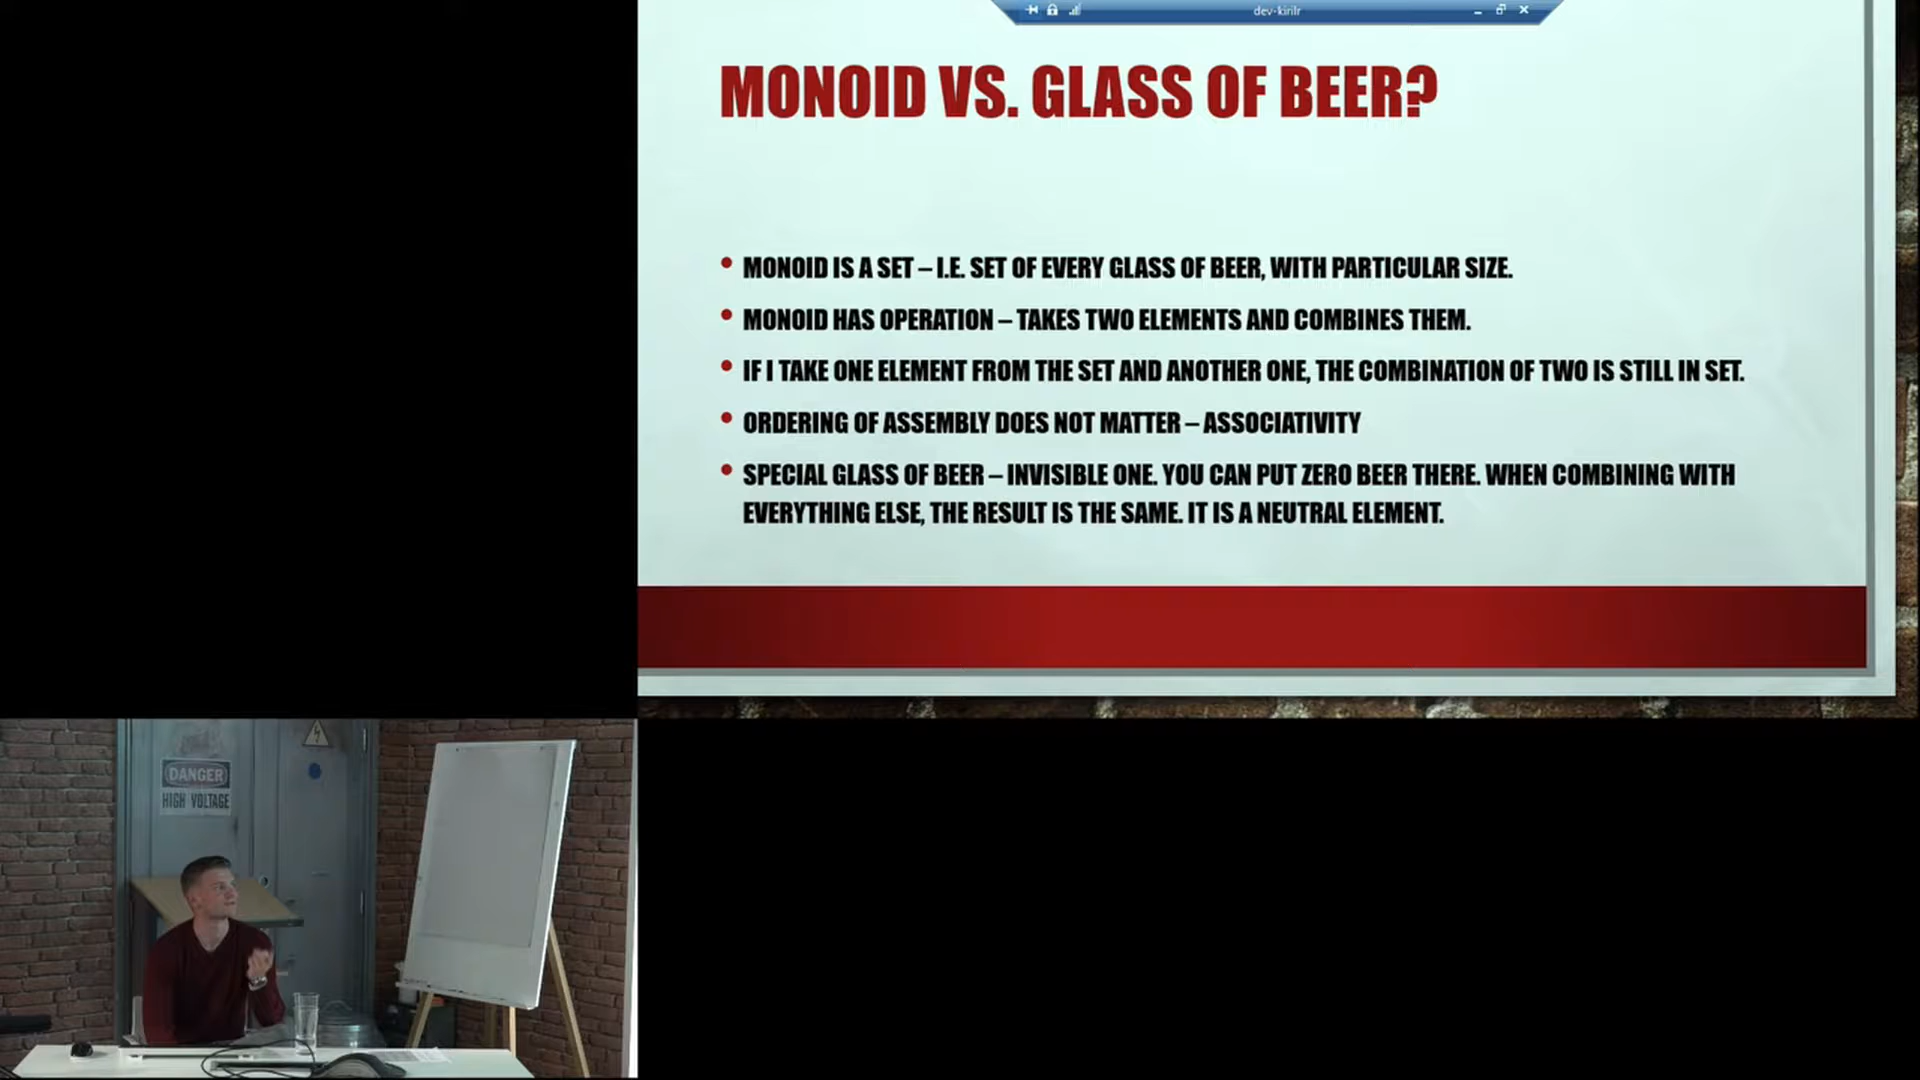 dev-kirilr
MONOID VS. GLASS OF BEER?
• MONOID IS A SET – I.E. SET OF EVERY GLASS OF BEER, WITH PARTICULAR SIZE.
• MONOID HAS OPERATION – TAKES TWO ELEMENTS AND COMBINES THEM.
• IF I TAKE ONE ELEMENT FROM THE SET AND ANOTHER ONE, THE COMBINATION OF TWO IS STILL IN SET.
• ORDERING OF ASSEMBLY DOES NOT MATTER – ASSOCIATIVITY
• SPECIAL GLASS OF BEER – INVISIBLE ONE. YOU CAN PUT ZERO BEER THERE. WHEN COMBINING WITH
EVERYTHING ELSE, THE RESULT IS THE SAME. IT IS A NEUTRAL ELEMENT.
DANGER
HIGH VOLTAGE